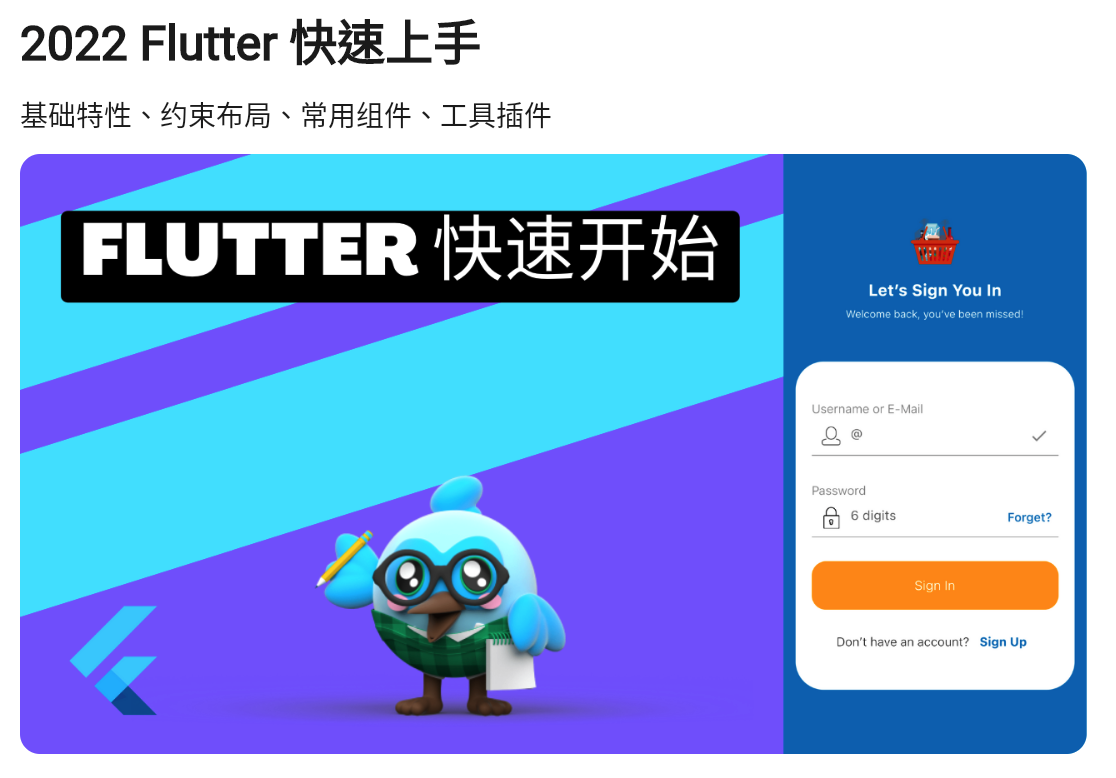 2022 Flutter 快速上手
基础特性、约束布局、常用组件、工具插件
FLUTTER 快速开始
Let’s Sign You In
Welcome back, you’ve been missed!
Username or E-Mail
@
Password
6 digits Forget?
Sign In
Don’t have an account? Sign Up